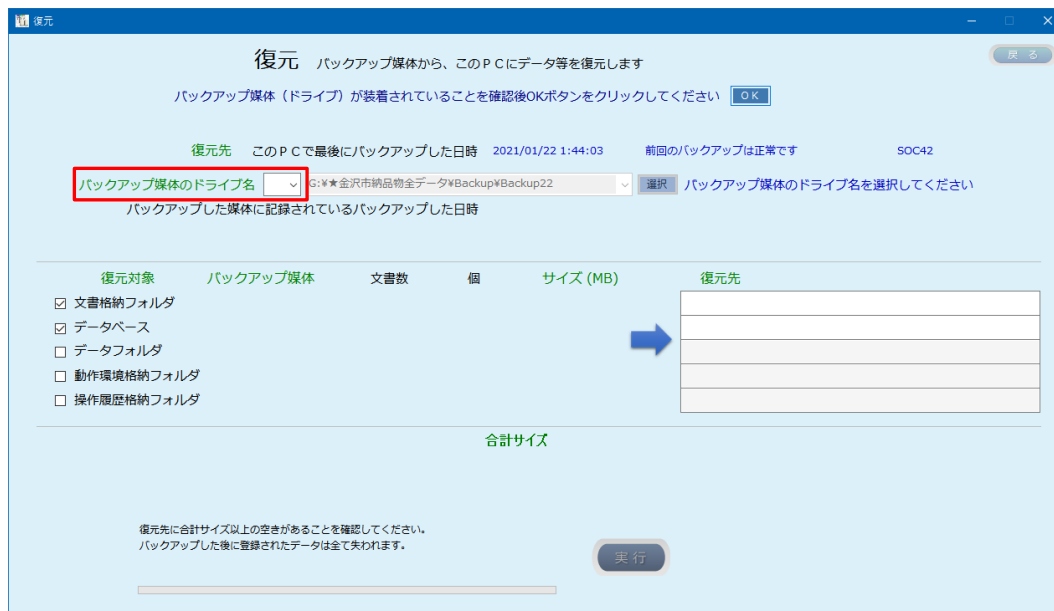 復元
戻 る
復元 バックアップ媒体から、このPCにデータ等を復元します
バックアップ媒体（ドライブ）が装着されていることを確認後OKボタンをクリックしてください OK
復元先 このPCで最後にバックアップした日時 2021/01/22 1:44:03 前回のバックアップは正常です SOC42
バックアップ媒体のドライブ名 G:¥★金沢市納品物全データ¥Backup¥Backup22 選択 バックアップ媒体のドライブ名を選択してください
バックアップした媒体に記録されているバックアップした日時
復元対象 バックアップ媒体 文書数 個 サイズ (MB) 復元先
文書格納フォルダ
データベース
データフォルダ
動作環境格納フォルダ
操作履歴格納フォルダ
合計サイズ
復元先に合計サイズ以上の空きがあることを確認してください。
バックアップした後に登録されたデータは全て失われます。
実 行